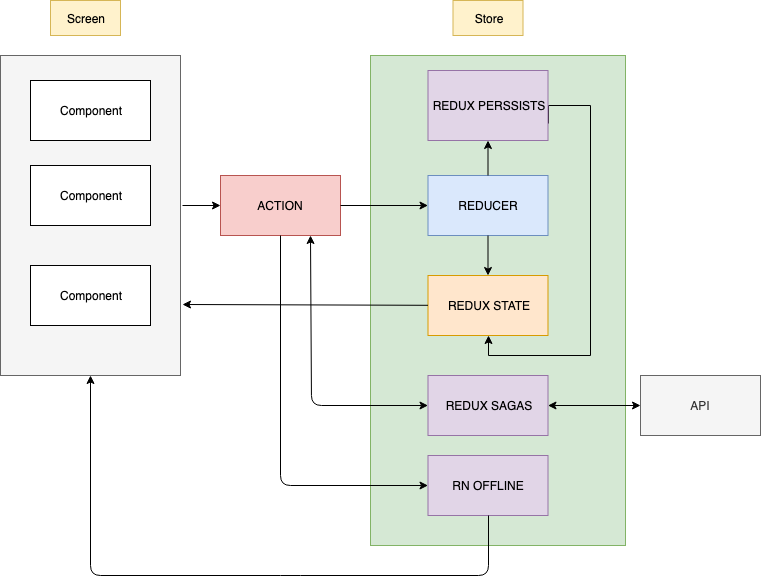 Screen
Store
Component
REDUX PERSSISTS
Component
ACTION
REDUCER
Component
REDUX STATE
REDUX SAGAS
API
RN OFFLINE